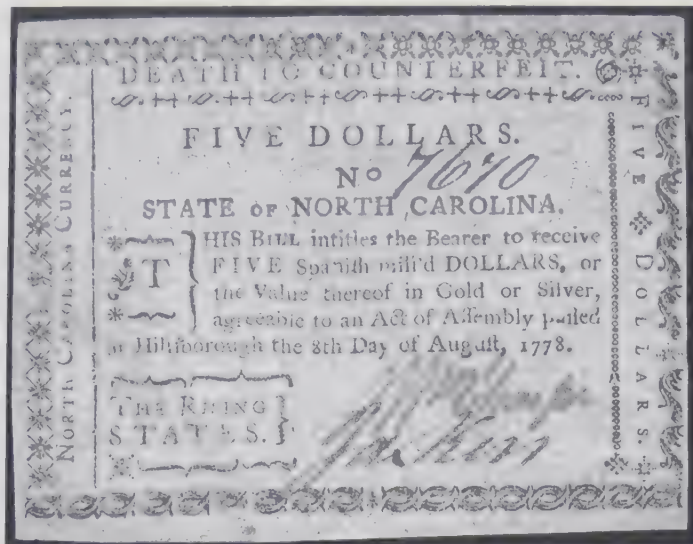 DEATH TO COUNTERFEIT.
FIVE DOLLARS.
No 7670
STATE OF NORTH CAROLINA.
THIS BILL intitles the Bearer to receive
FIVE Spaniſh mill'd DOLLARS, or
the Value thereof in Gold or Silver,
agreeable to an Act of Aſſembly paſſed
at Hillſborough the 8th Day of Auguſt, 1778.
THE RISING
STATES.
NORTH CAROLINA CURRENCY.
FIVE DOLLARS.